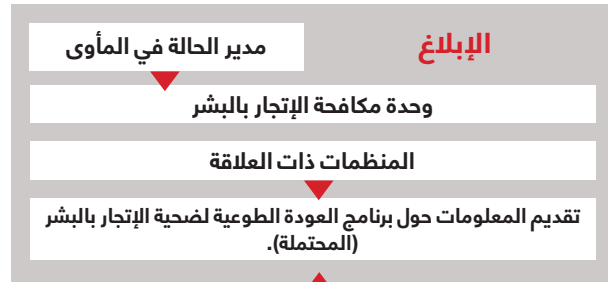 الإبلاغ
مدير الحالة في المأوى
وحدة مكافحة الإتجار بالبشر
المنظمات ذات العلاقة
تقديم المعلومات حول برنامج العودة الطوعية لضحية الإتجار بالبشر
(المحتملة).